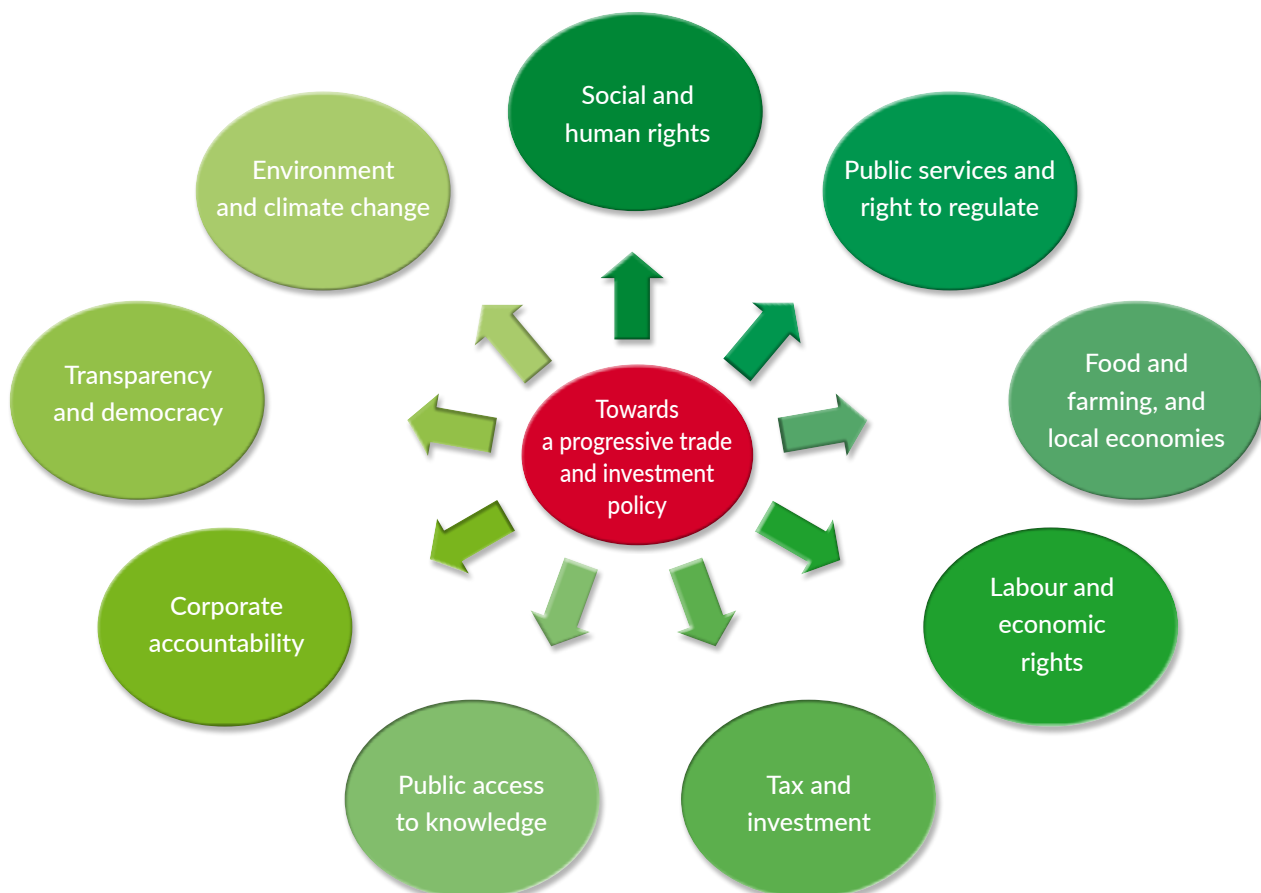 Social and
human rights
Public services and
right to regulate
Food and
farming, and
local economies
Labour and
economic
rights
Tax and
investment
Public access
to knowledge
Corporate
accountability
Transparency
and democracy
Environment
and climate change
Towards
a progressive trade
and investment
policy